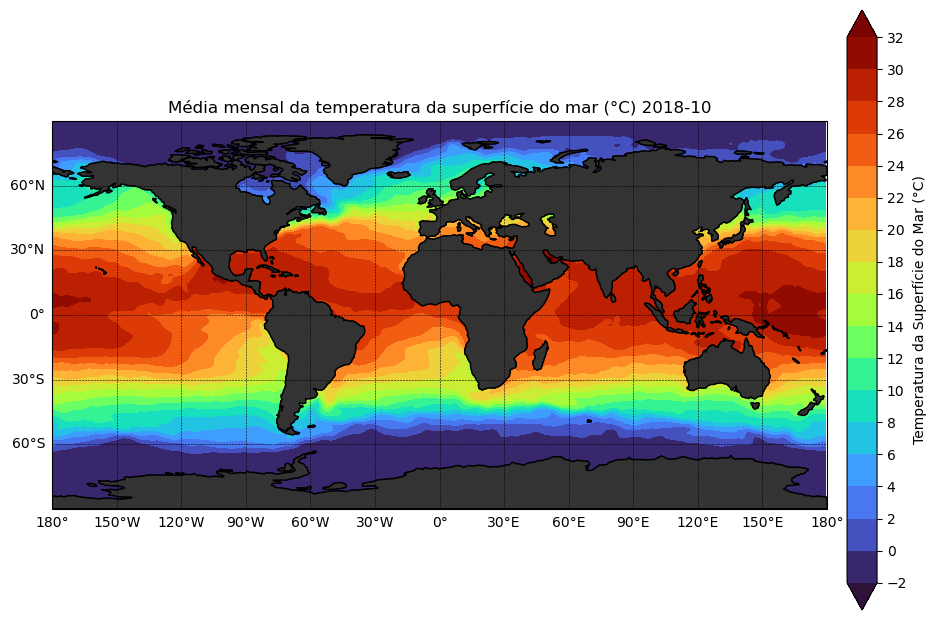 Média mensal da temperatura da superfície do mar (°C) 2018-10
60°N
30°N
0°
30°S
60°S
180°
150°W
120°W
90°W
60°W
30°W
0°
30°E
60°E
90°E
120°E
150°E
180°
32
30
28
26
24
22
20
18
16
14
12
10
8
6
4
2
0
−2
Temperatura da Superfície do Mar (°C)